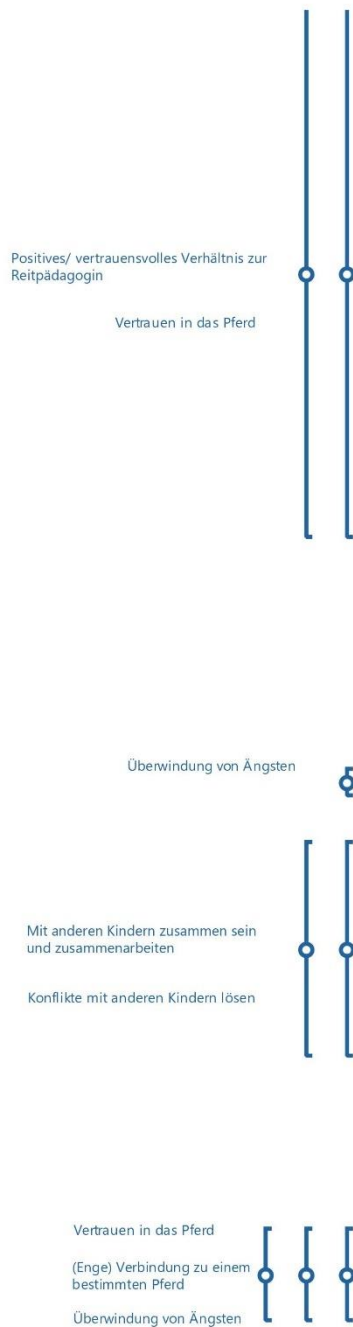 Positives/ vertrauensvolles Verhältnis zur
Reitpädagogin
Vertrauen in das Pferd
Überwindung von Ängsten
Mit anderen Kindern zusammen sein
und zusammenarbeiten
Konflikte mit anderen Kindern lösen
Vertrauen in das Pferd
(Enge) Verbindung zu einem
bestimmten Pferd
Überwindung von Ängsten